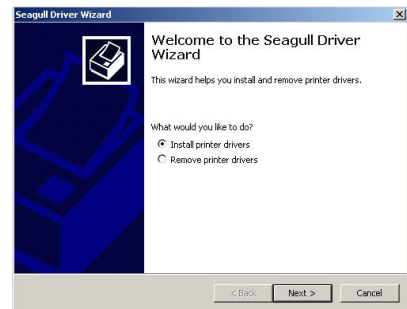 Seagull Driver Wizard
Welcome to the Seagull Driver
Wizard
This wizard helps you install and remove printer drivers.
What would you like to do?
Install printer drivers
Remove printer drivers
< Back
Next >
Cancel